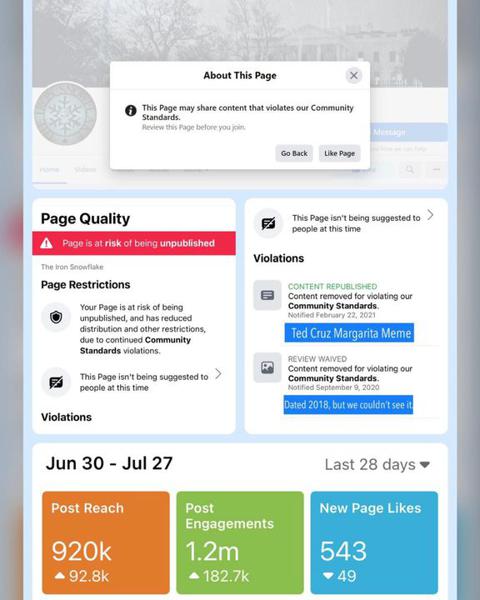 About This Page
This Page may share content that violates our Community
Standards.
Review this Page before you join.
Go Back
Like Page
Message
Home
Videos
Page Quality
Page is at risk of being unpublished
The Iron Snowflake
Page Restrictions
Your Page is at risk of being
unpublished, and has reduced
distribution and other restrictions,
due to continued Community
Standards violations.
This Page isn't being suggested to
people at this time
Violations
This Page isn't being suggested to
people at this time
Violations
CONTENT REPUBLISHED
Content removed for violating our
Community Standards.
Notified February 22, 2021
Ted Cruz Margarita Meme
REVIEW WAIVED
Content removed for violating our
Community Standards.
Notified September 9, 2020
Dated 2018, but we couldn't see it.
Jun 30 - Jul 27
Last 28 days
Post Reach
920k
92.8k
Post
Engagements
1.2m
182.7k
New Page Likes
543
49